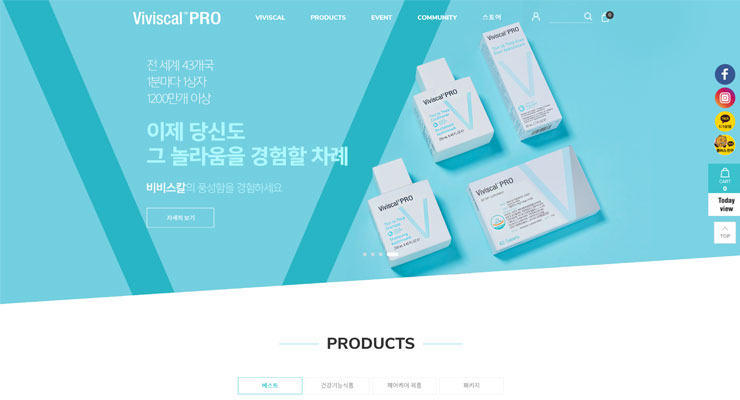 Viviscal™ PRO
VIVISCAL
PRODUCTS
EVENT
COMMUNITY
스토어
0
전 세계 43개국
1분마다 1상자
1200만개 이상
이제 당신도
그 놀라움을 경험할 차례
비비스칼의 풍성함을 경험하세요
자세히 보기
Viviscal PRO
Viviscal PRO
Viviscal PRO
Viviscal PRO
60 Tablets
CART
0
Today
view
TOP
PRODUCTS
베스트
건강기능식품
헤어케어 제품
패키지